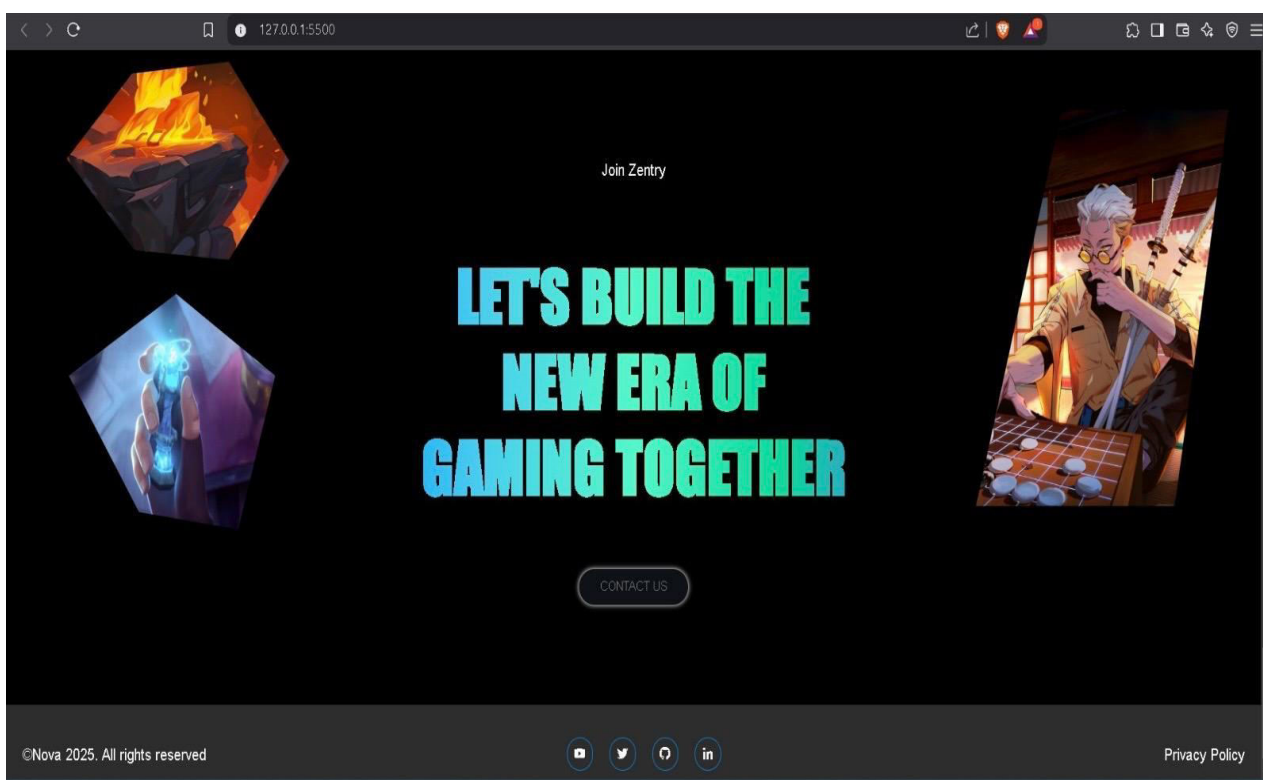 127.0.0.1:5500
Join Zentry
LET'S BUILD THE
NEW ERA OF
GAMING TOGETHER
CONTACT US
©Nova 2025. All rights reserved
in
Privacy Policy